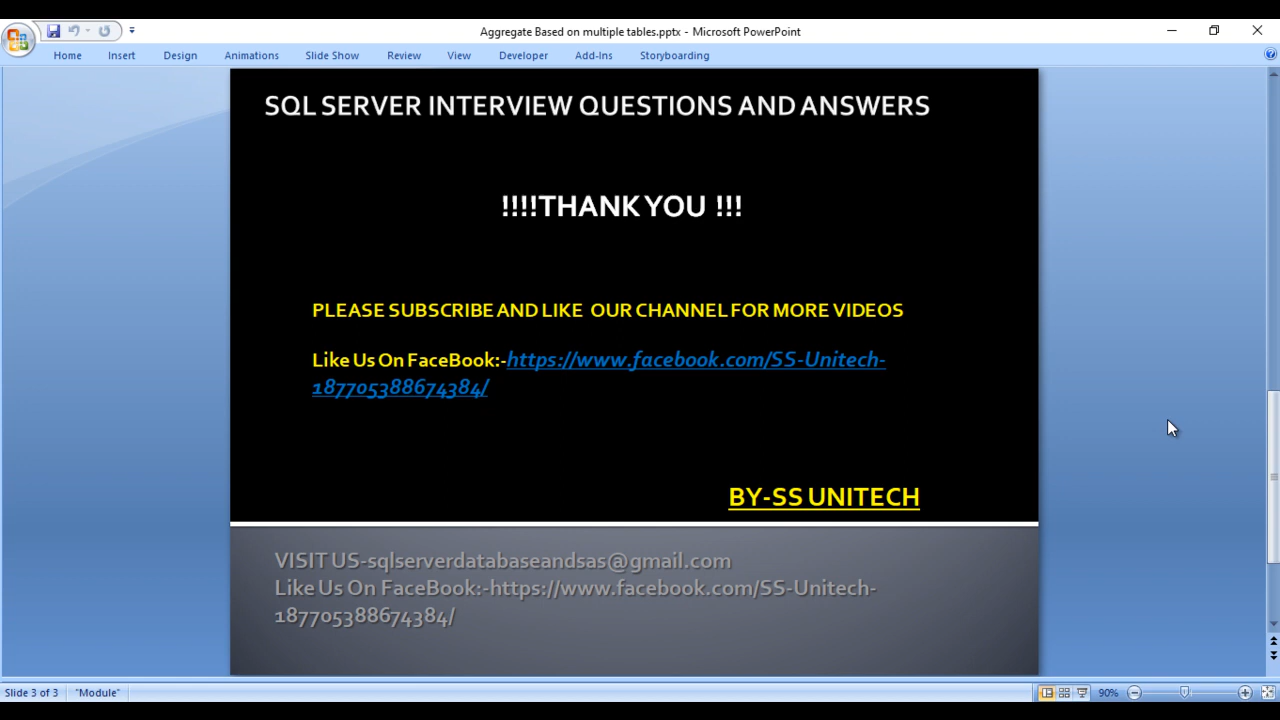 Aggregate Based on multiple tables.pptx - Microsoft PowerPoint
Home Insert Design Animations Slide Show Review View Developer Add-Ins Storyboarding
SQL SERVER INTERVIEW QUESTIONS AND ANSWERS
!!!!THANK YOU !!!
PLEASE SUBSCRIBE AND LIKE OUR CHANNEL FOR MORE VIDEOS
Like Us On FaceBook:-https://www.facebook.com/SS-Unitech-
187705388674384/
BY-SS UNITECH
VISIT US-sqlserverdatabaseandsas@gmail.com
Like Us On FaceBook:-https://www.facebook.com/SS-Unitech-
187705388674384/
Slide 3 of 3 "Module" 90%